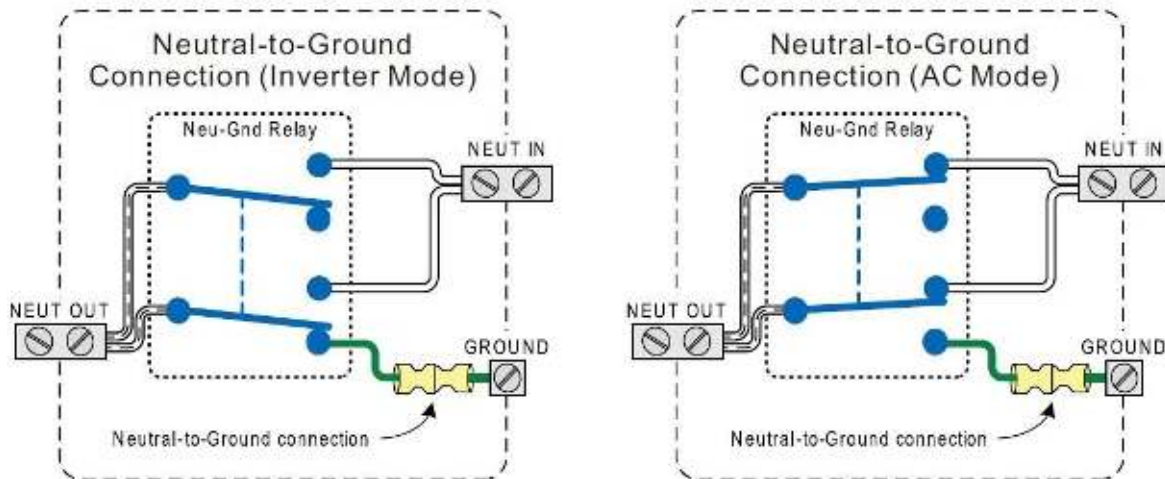 Neutral-to-Ground
Connection (Inverter Mode)
Neu-Gnd Relay
NEUT IN
NEUT OUT
GROUND
Neutral-to-Ground connection
Neutral-to-Ground
Connection (AC Mode)
Neu-Gnd Relay
NEUT IN
NEUT OUT
GROUND
Neutral-to-Ground connection